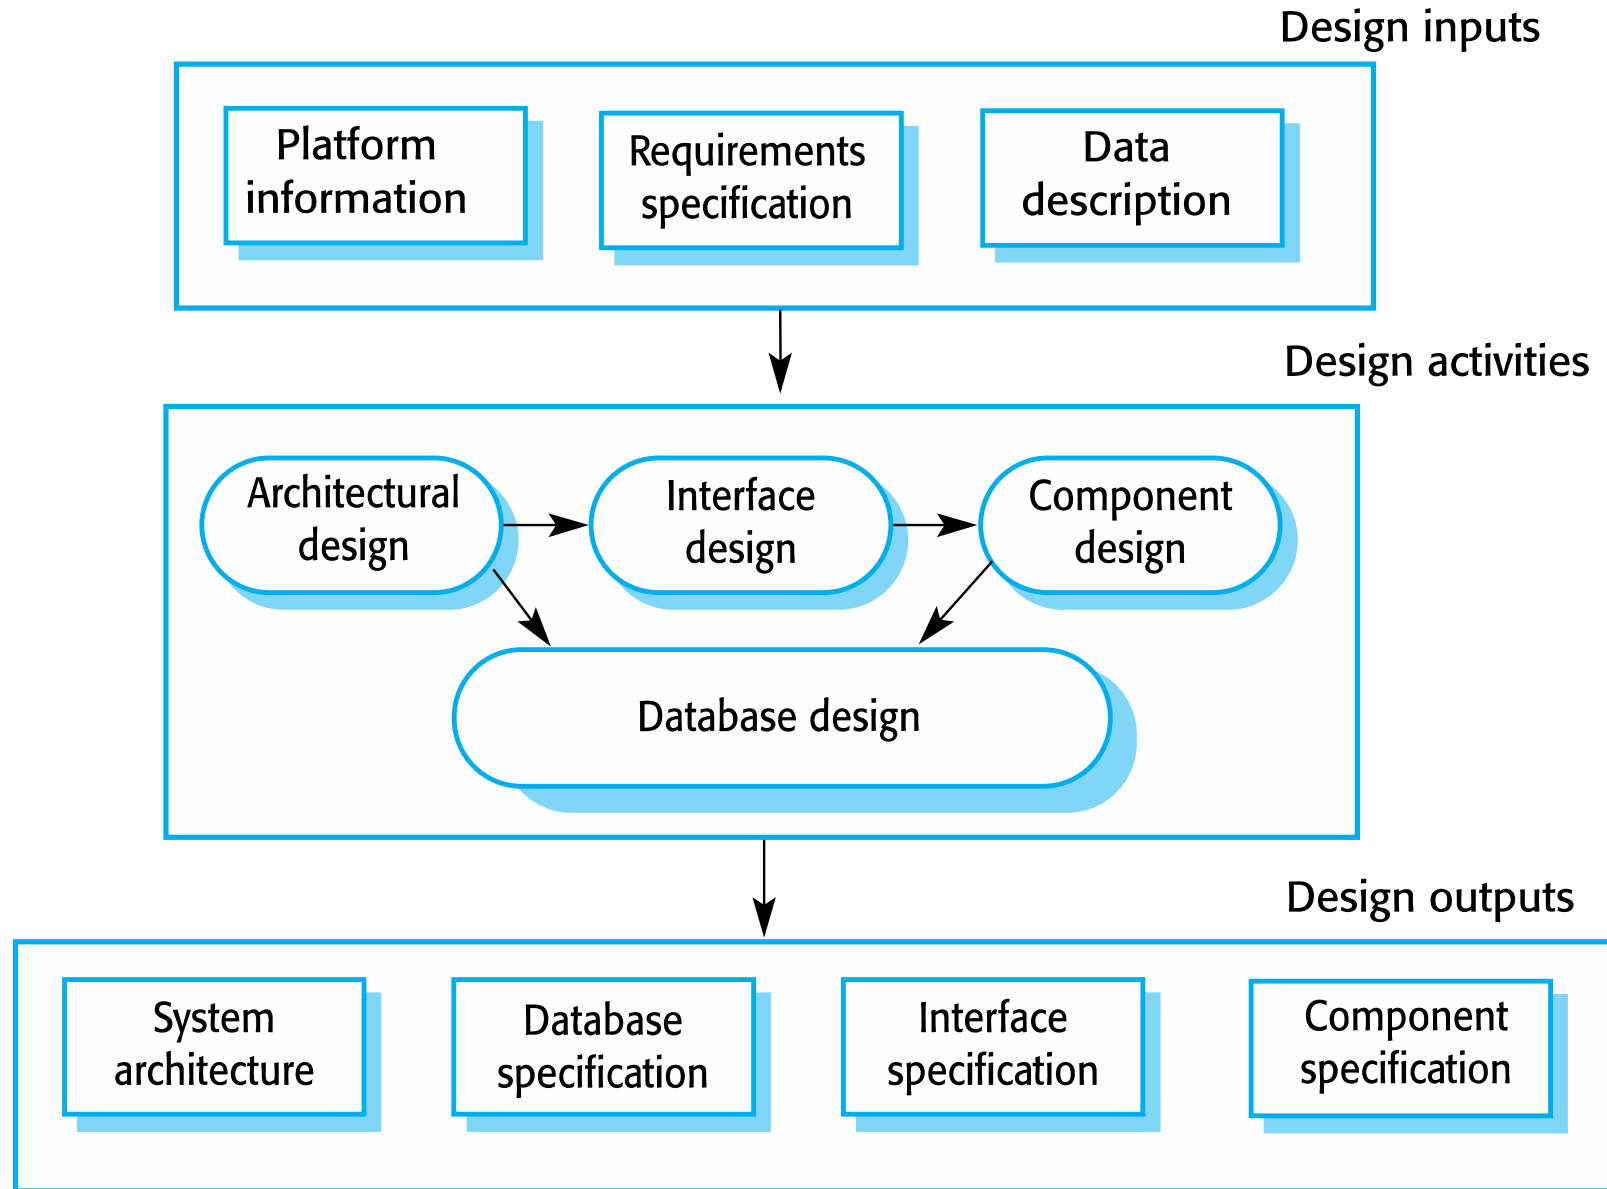 Design inputs
Platform
information
Requirements
specification
Data
description
Design activities
Architectural
design
Interface
design
Component
design
Database design
Design outputs
System
architecture
Database
specification
Interface
specification
Component
specification